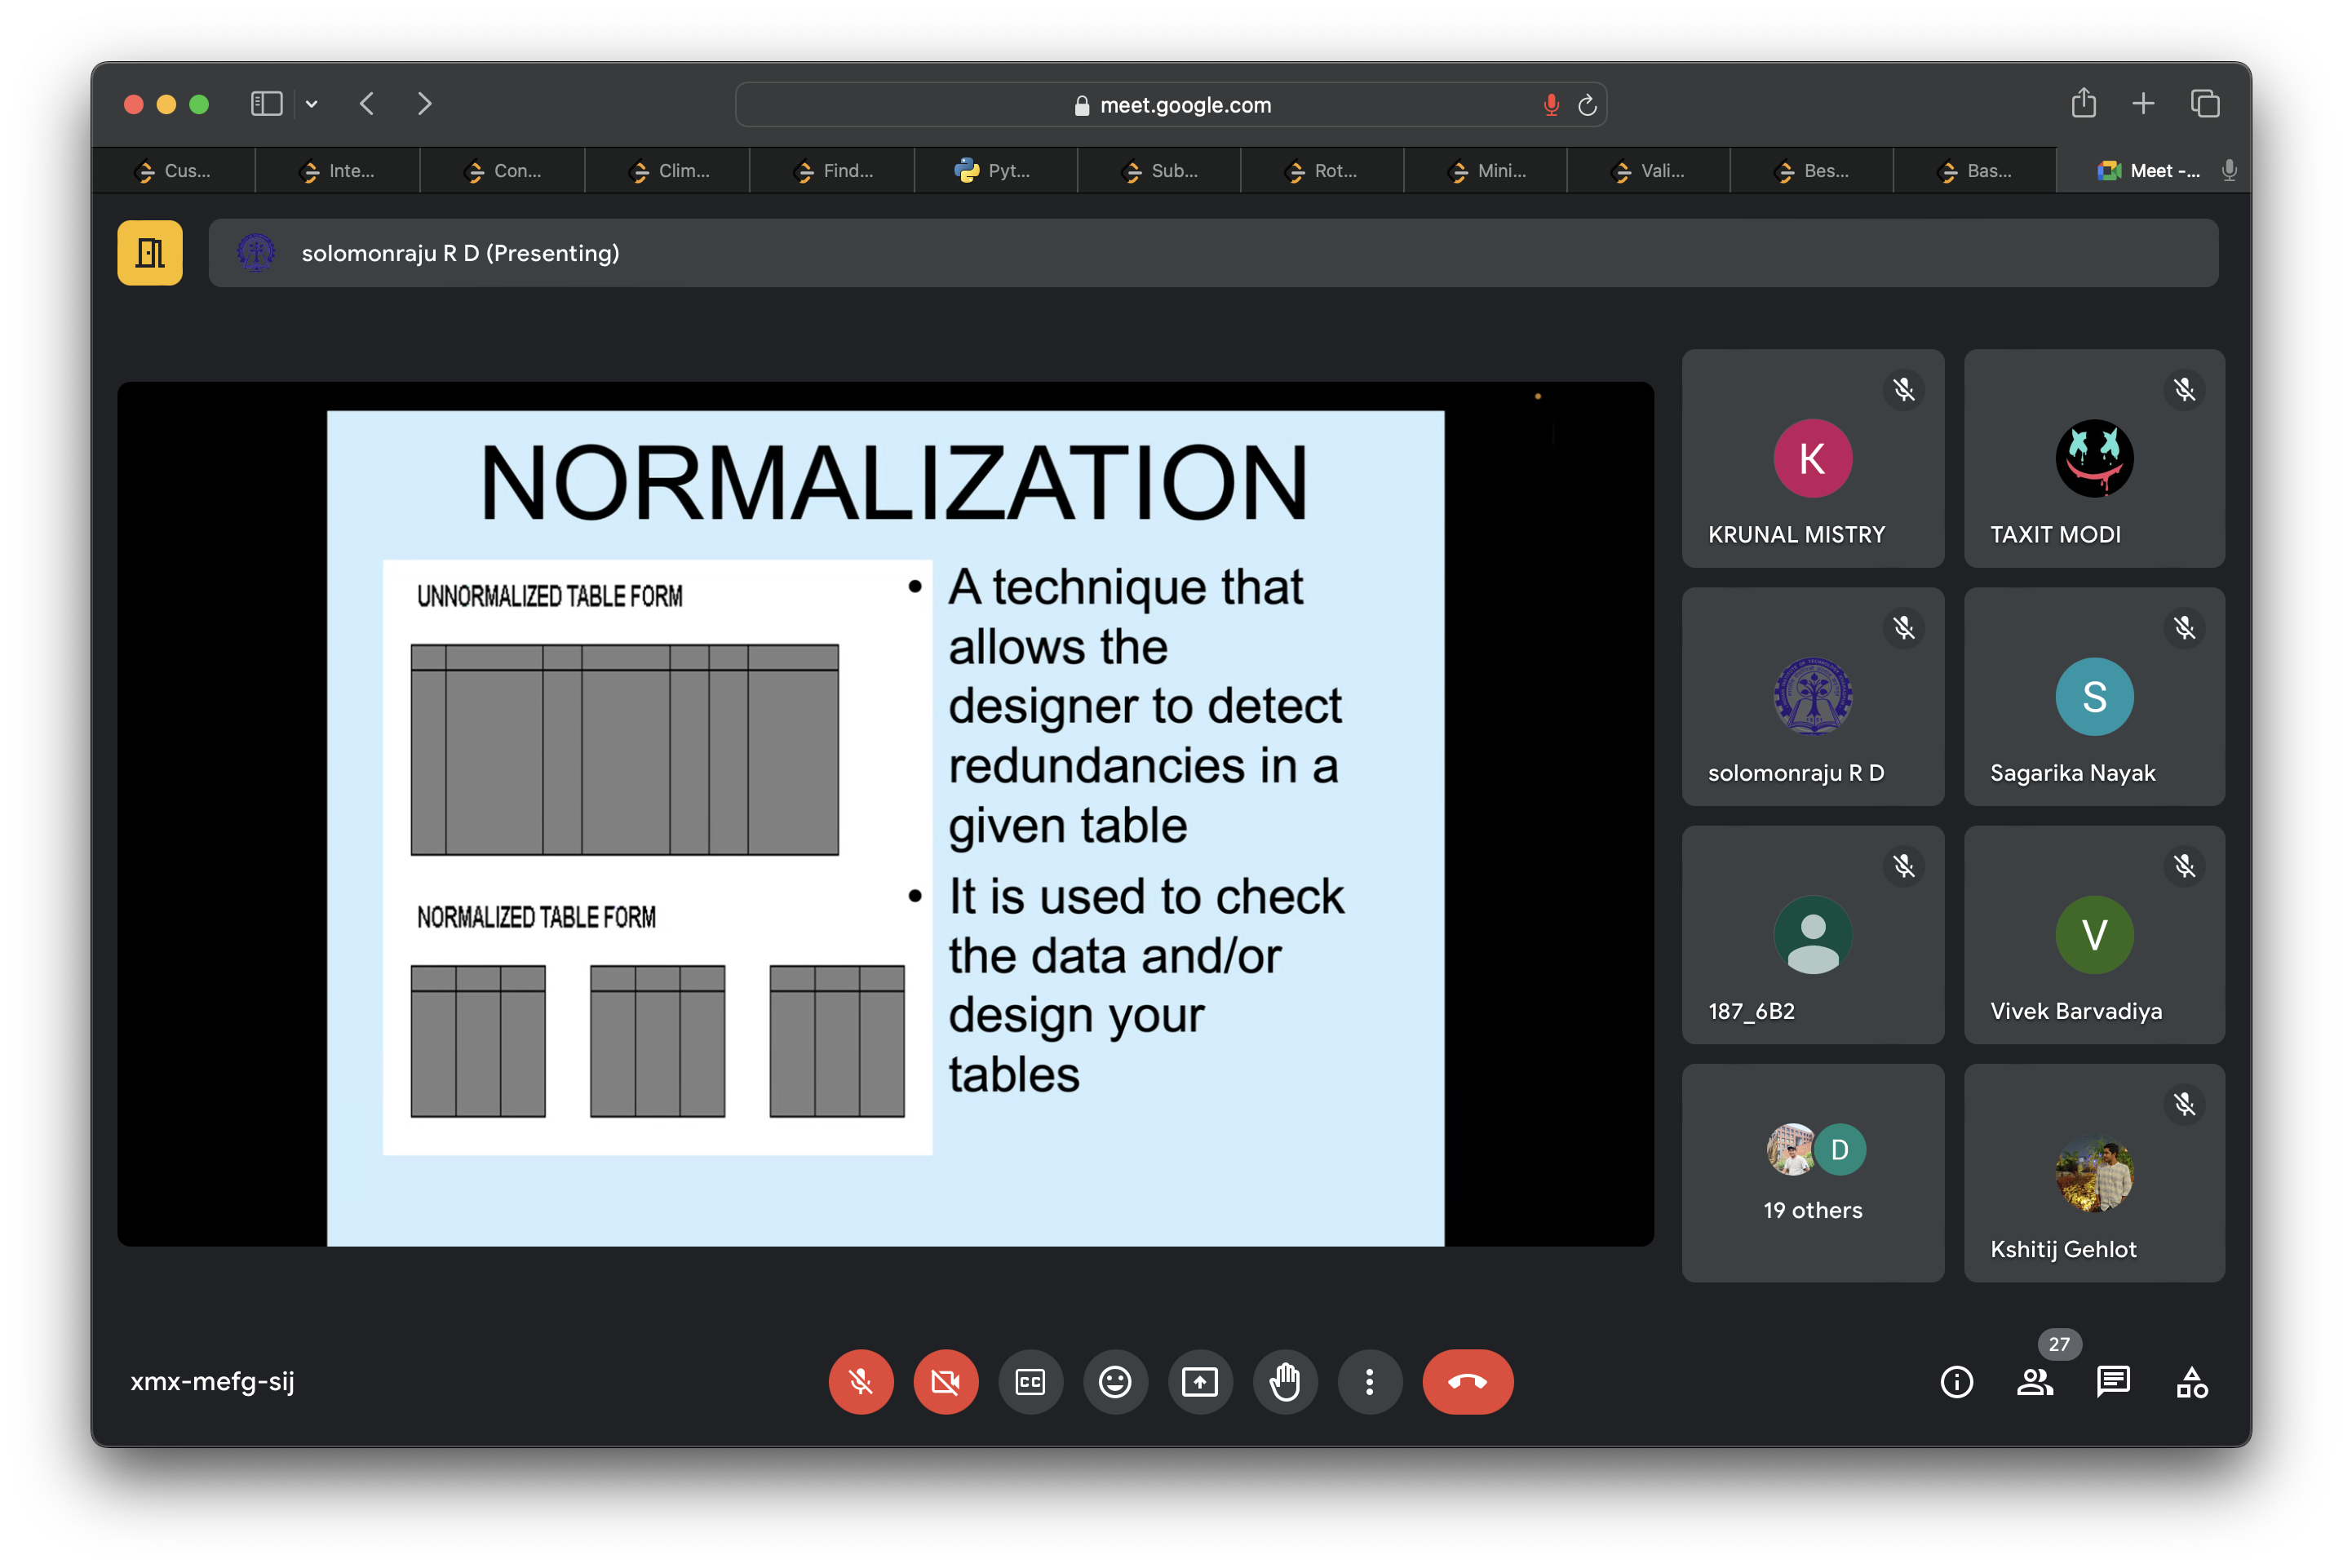 meet.google.com
Cus...
Inte...
Con...
Clim...
Find...
Pyt...
Sub...
Rot...
Mini...
Vali...
Bes...
Bas...
Meet -...
solomonraju R D (Presenting)
NORMALIZATION
UNNORMALIZED TABLE FORM
NORMALIZED TABLE FORM
• A technique that
allows the
designer to detect
redundancies in a
given table
• It is used to check
the data and/or
design your
tables
K
KRUNAL MISTRY
TAXIT MODI
solomonraju R D
S
Sagarika Nayak
187_6B2
V
Vivek Barvadiya
D
19 others
Kshitij Gehlot
xmx-mefg-sij
CC
27